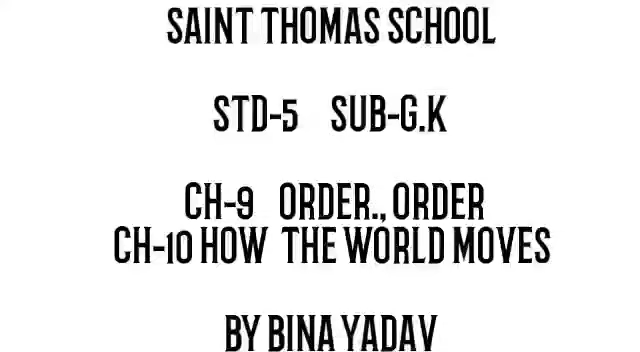 SAINT THOMAS SCHOOL
STD-5 SUB-G.K
CH-9 ORDER., ORDER
CH-10 HOW THE WORLD MOVES
BY BINA YADAV